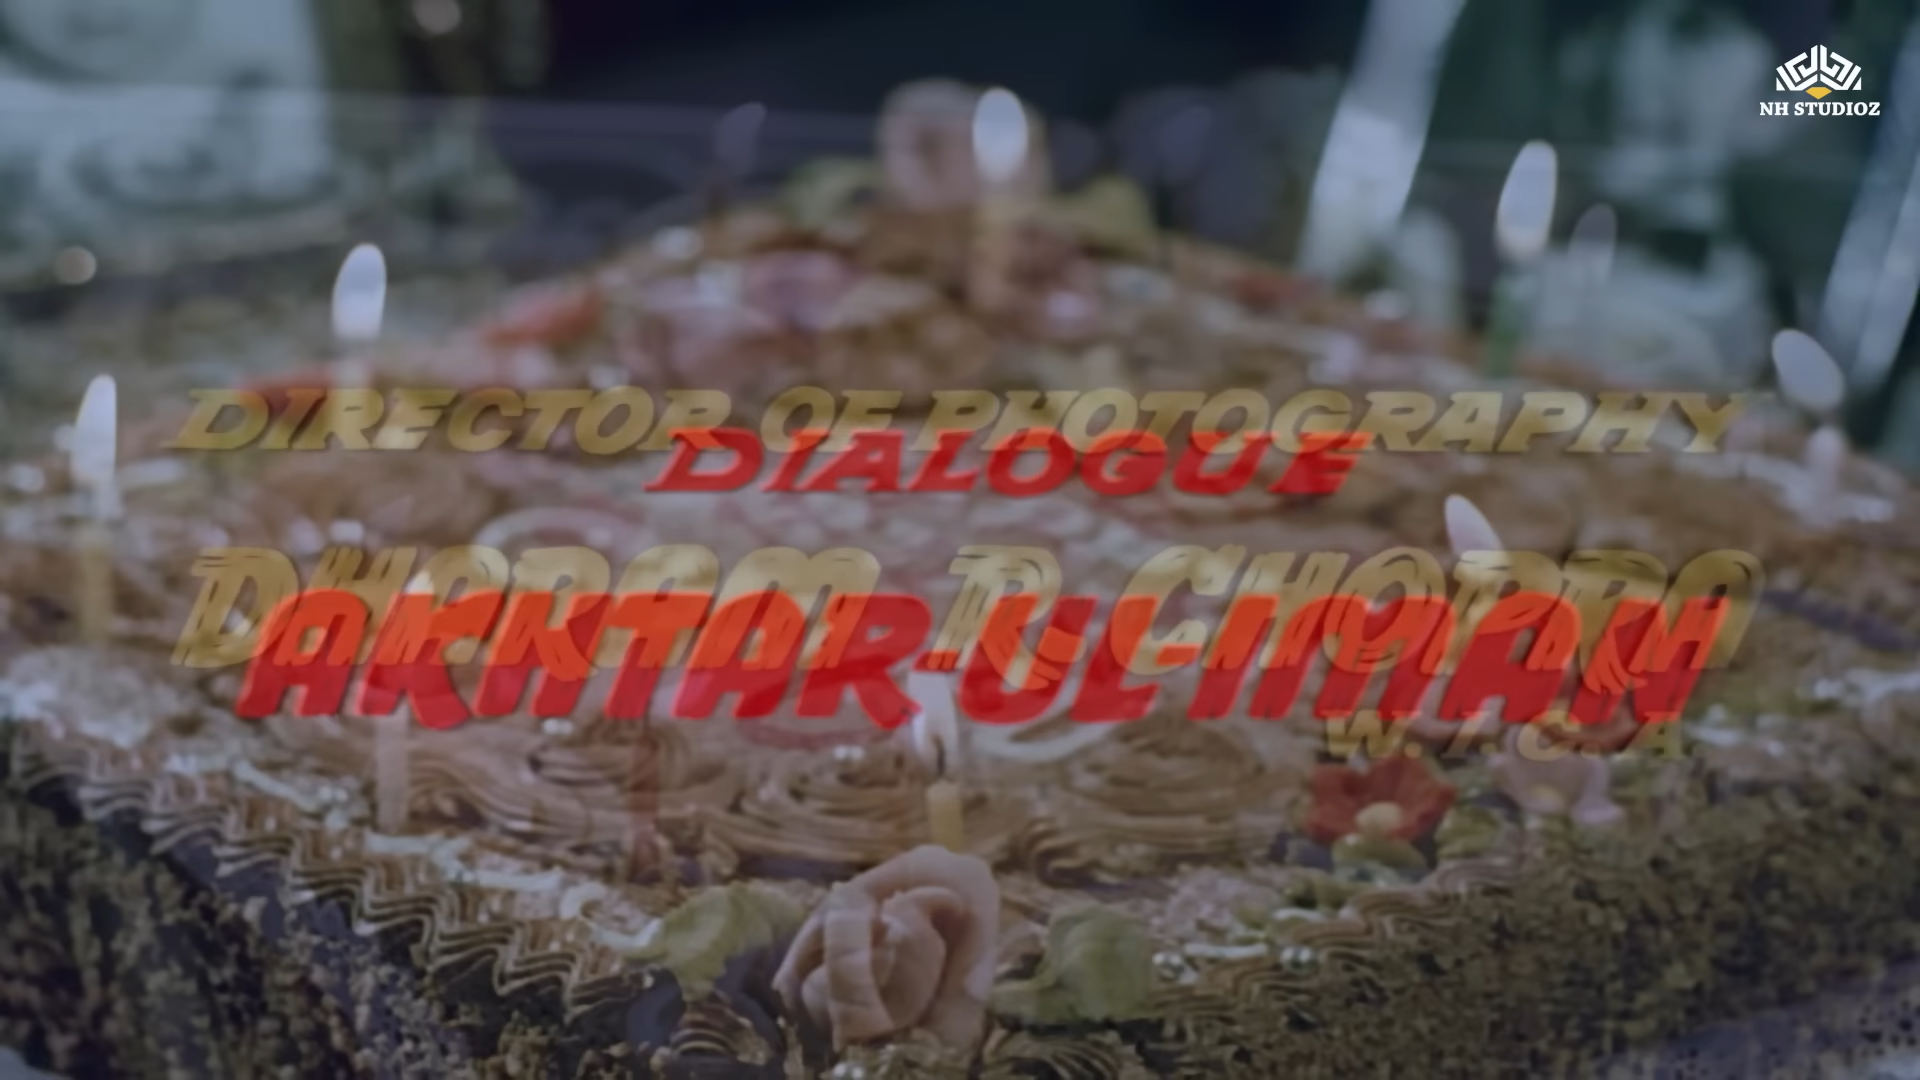 NH STUDIOZ
DIRECTOR OF PHOTOGRAPHY
DIALOGUE
DHARAM R CHOPRA
AKHTAR-UL-IMAN
W. I. C. A